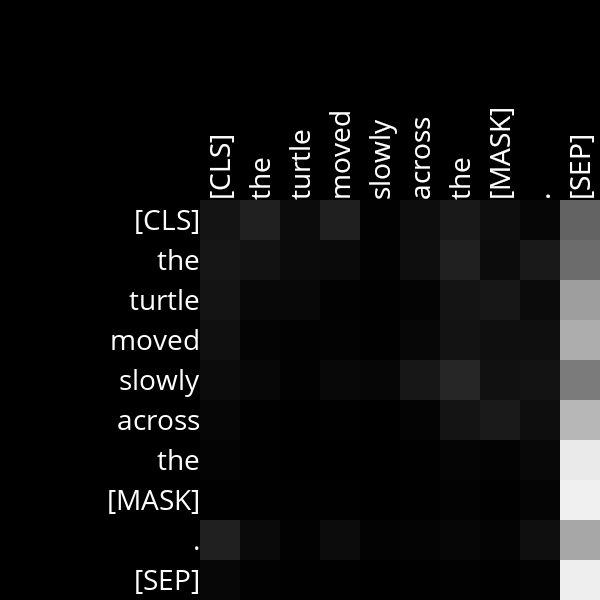 [CLS]
the
turtle
moved
slowly
across
the
[MASK]
.
[SEP]
[CLS]
the
turtle
moved
slowly
across
the
[MASK]
.
[SEP]